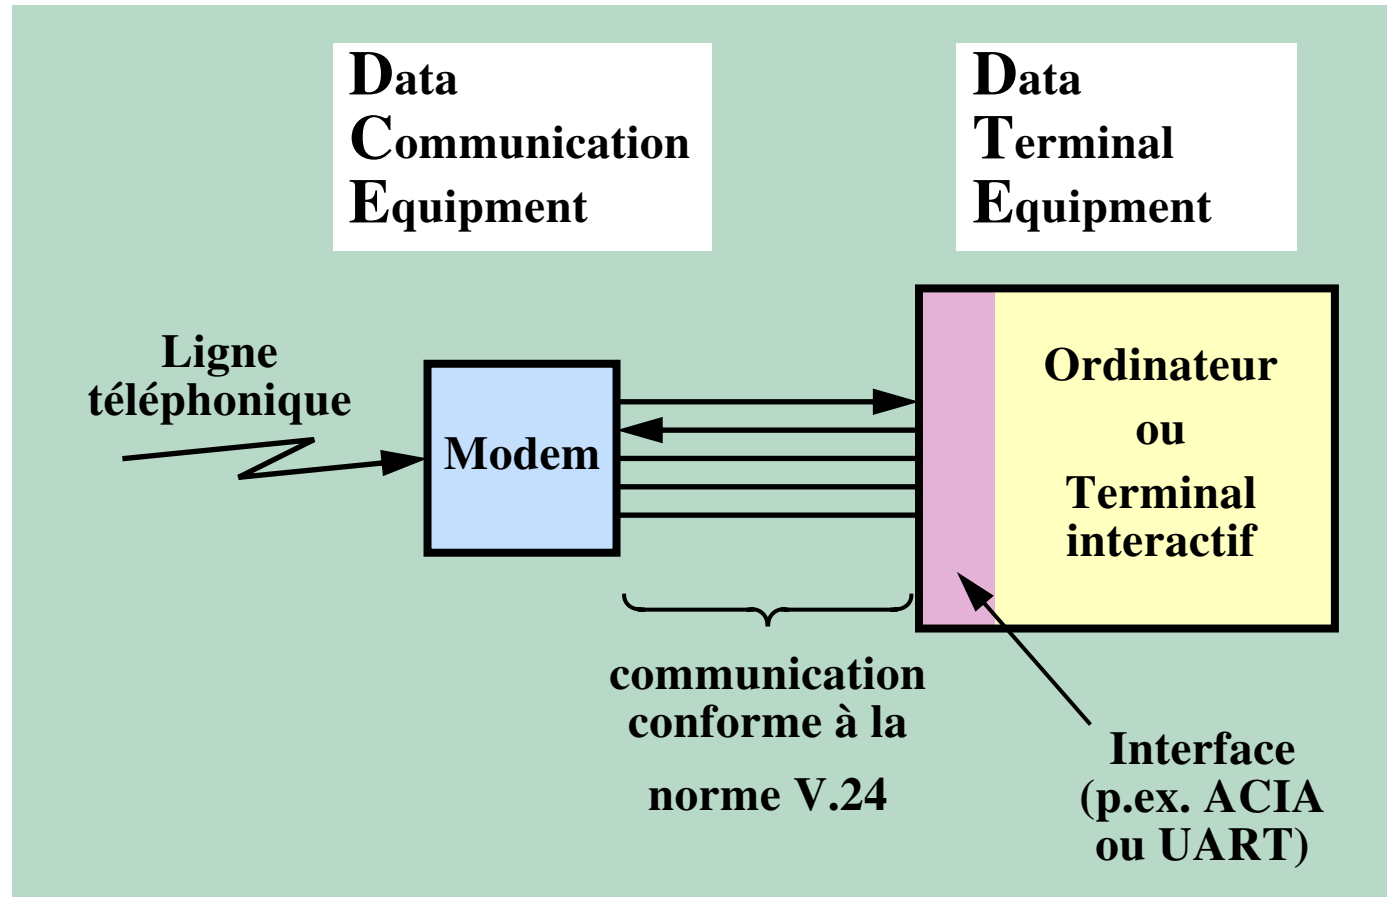 Data
Communication
Equipment
Data
Terminal
Equipment
Ligne
téléphonique
Modem
Ordinateur
ou
Terminal
interactif
communication
conforme à la
norme V.24
Interface
(p.ex. ACIA
ou UART)